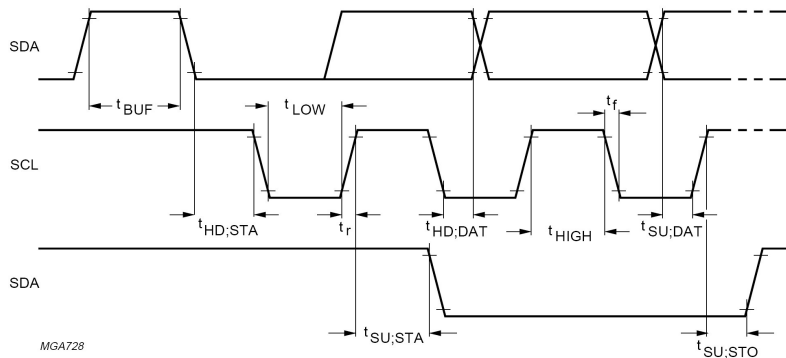 SDA
t BUF
t LOW
t f
SCL
t HD;STA
t r
t HD;DAT
t HIGH
t SU;DAT
SDA
t SU;STA
t SU;STO
MGA728